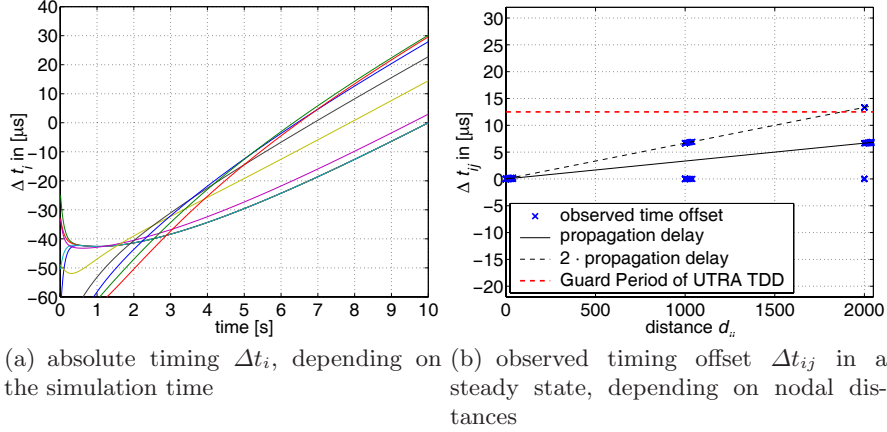 40
30
20
10
0
−10
−20
−30
−40
−50
−60
Δ t_i in [μs]
0 1 2 3 4 5 6 7 8 9 10
time [s]
30
25
20
15
10
5
0
−5
−10
−15
−20
Δ t_ij in [μs]
observed time offset
propagation delay
2 · propagation delay
Guard Period of UTRA TDD
0 500 1000 1500 2000
distance d_ij
(a) absolute timing Δt_i, depending on
the simulation time
(b) observed timing offset Δt_ij in a
steady state, depending on nodal dis-
tances